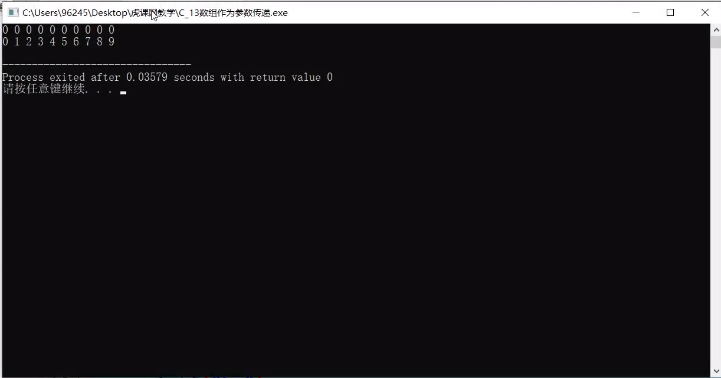 C:\Users\96245\Desktop\虎课网教学\C_13数组作为参数传递.exe
0 0 0 0 0 0 0 0 0 0
0 1 2 3 4 5 6 7 8 9
--------------------------------
Process exited after 0.03579 seconds with return value 0
请按任意键继续. . .